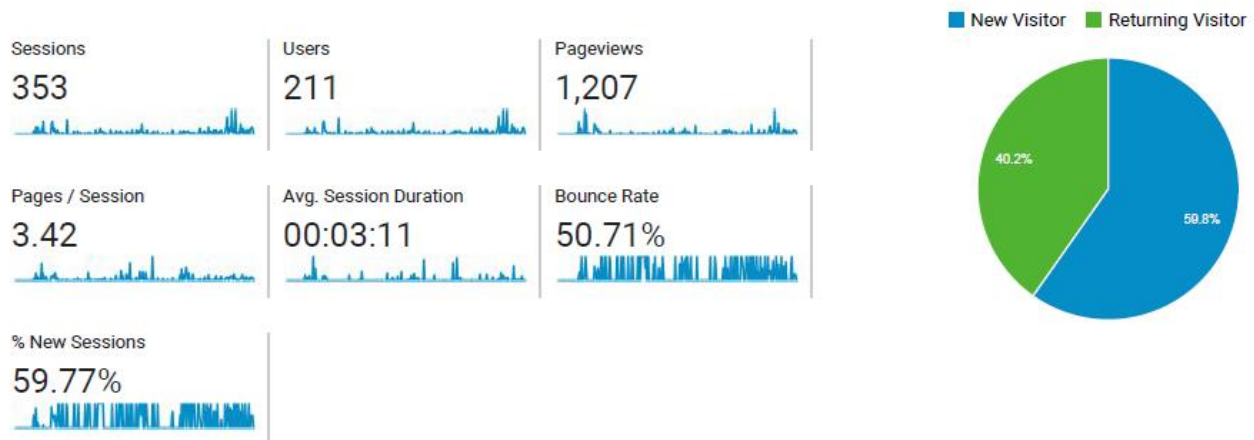 New Visitor Returning Visitor
Sessions
353
Users
211
Pageviews
1,207
Pages / Session
3.42
Avg. Session Duration
00:03:11
Bounce Rate
50.71%
% New Sessions
59.77%
40.2%
59.8%